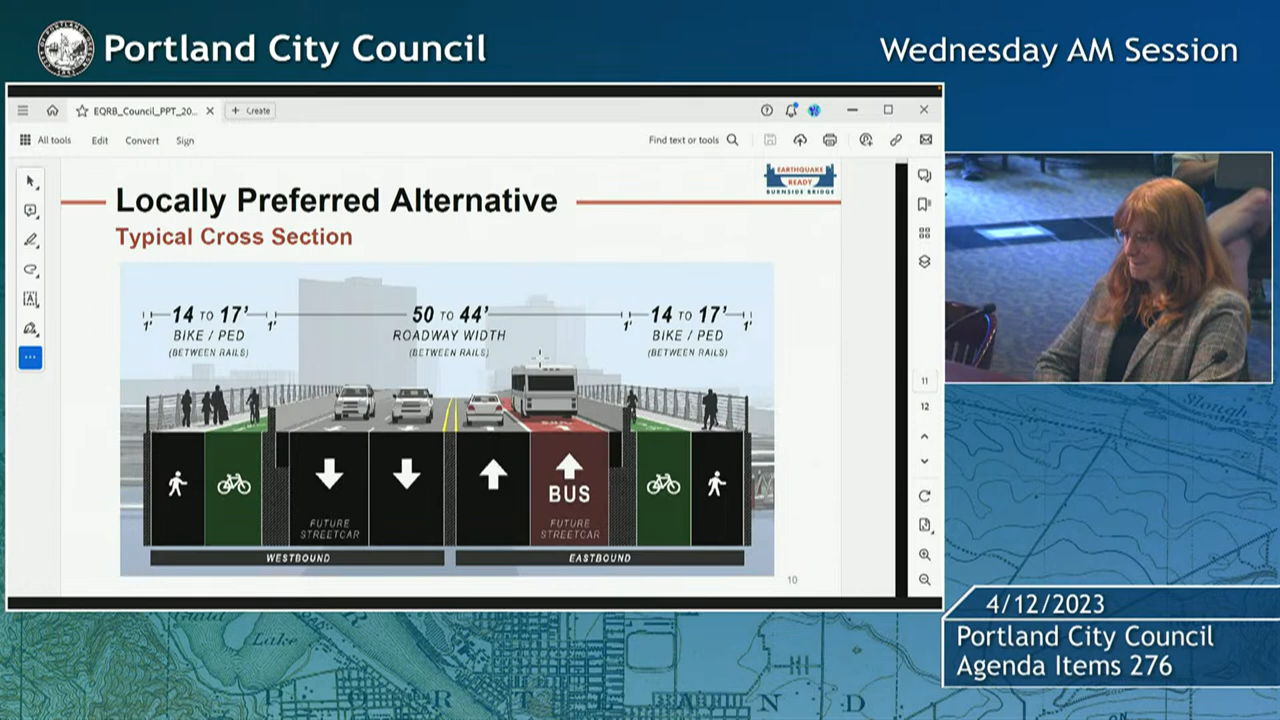 Portland City Council
Wednesday AM Session
EQRB_Council_PPT_20...
Create
All tools
Edit
Convert
Sign
Find text or tools
EARTHQUAKE
READY
BURNSIDE BRIDGE
Locally Preferred Alternative
Typical Cross Section
14 TO 17'
50 TO 44'
14 TO 17'
1'
1'
1'
1'
BIKE / PED
ROADWAY WIDTH
BIKE / PED
(BETWEEN RAILS)
(BETWEEN RAILS)
(BETWEEN RAILS)
11
12
BUS
FUTURE
STREETCAR
FUTURE
STREETCAR
WESTBOUND
EASTBOUND
10
4/12/2023
Portland City Council
Agenda Items 276
Guild
Lake
Slough
P O R T L A N D